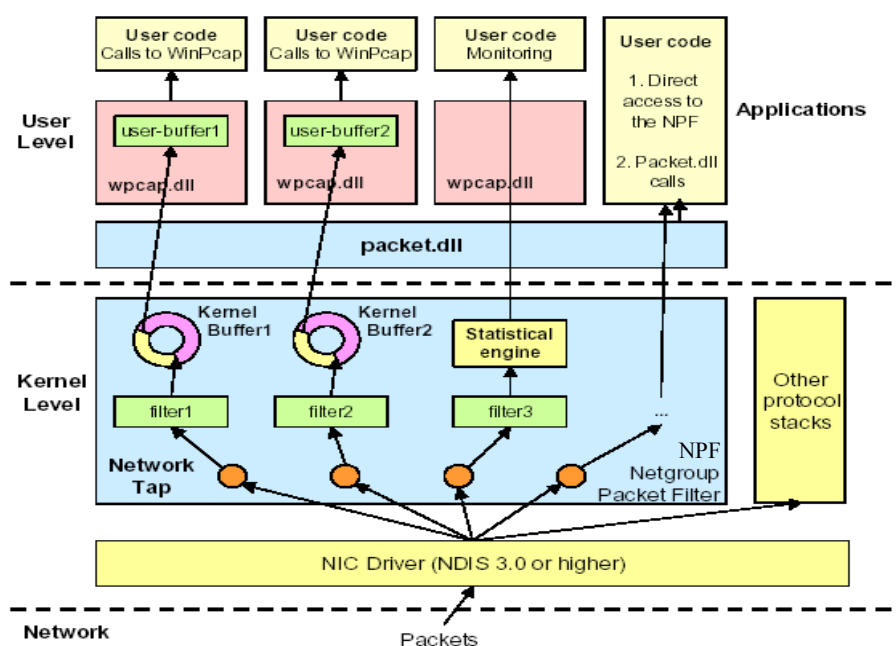 User code
Calls to WinPcap
User code
Calls to WinPcap
User code
Monitoring
User code
1. Direct
access to
the NPF
2. Packet.dll
calls
User
Level
Applications
user-buffer1
user-buffer2
wpcap.dll
wpcap.dll
wpcap.dll
packet.dll
Kernel
Buffer1
Kernel
Buffer2
Statistical
engine
Kernel
Level
Other
protocol
stacks
filter1
filter2
filter3
...
Network
Tap
NPF
Netgroup
Packet Filter
NIC Driver (NDIS 3.0 or higher)
Network
Packets